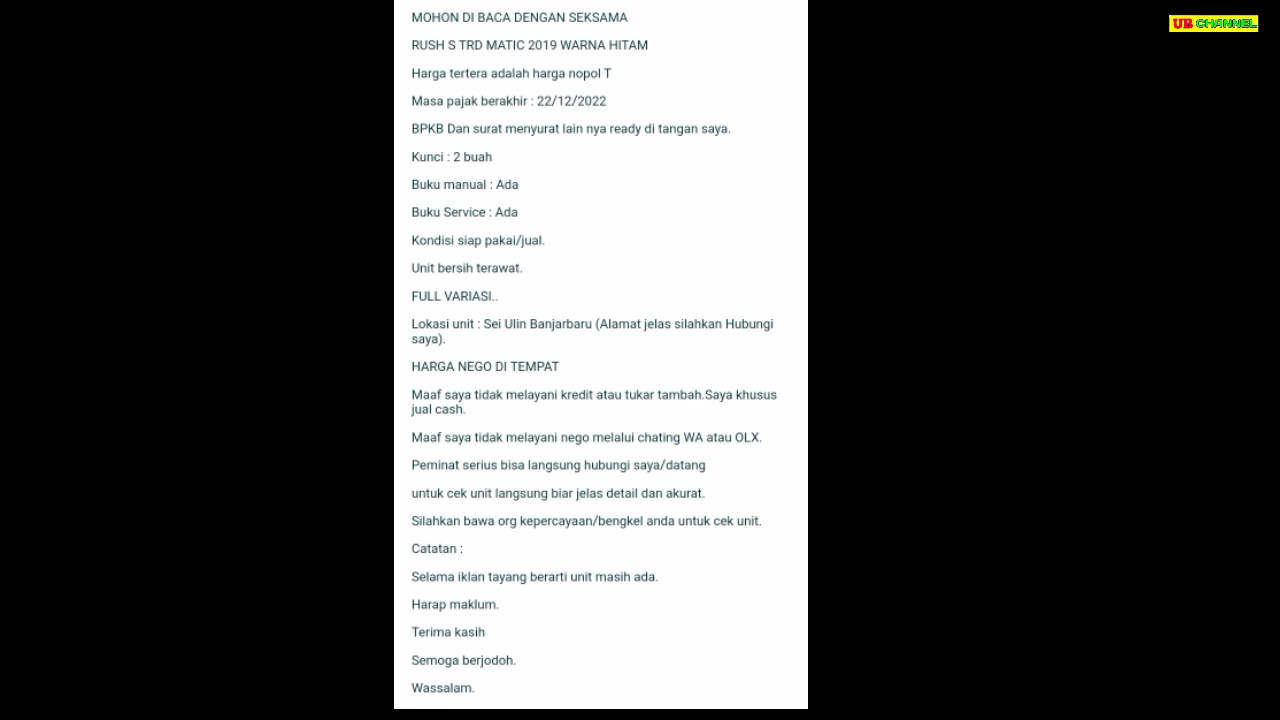 MOHON DI BACA DENGAN SEKSAMA
RUSH S TRD MATIC 2019 WARNA HITAM
Harga tertera adalah harga nopol T
Masa pajak berakhir : 22/12/2022
BPKB Dan surat menyurat lain nya ready di tangan saya.
Kunci : 2 buah
Buku manual : Ada
Buku Service : Ada
Kondisi siap pakai/jual.
Unit bersih terawat.
FULL VARIASI..
Lokasi unit : Sei Ulin Banjarbaru (Alamat jelas silahkan Hubungi
saya).
HARGA NEGO DI TEMPAT
Maaf saya tidak melayani kredit atau tukar tambah.Saya khusus
jual cash.
Maaf saya tidak melayani nego melalui chating WA atau OLX.
Peminat serius bisa langsung hubungi saya/datang
untuk cek unit langsung biar jelas detail dan akurat.
Silahkan bawa org kepercayaan/bengkel anda untuk cek unit.
Catatan :
Selama iklan tayang berarti unit masih ada.
Harap maklum.
Terima kasih
Semoga berjodoh.
Wassalam.
UB CHANNEL